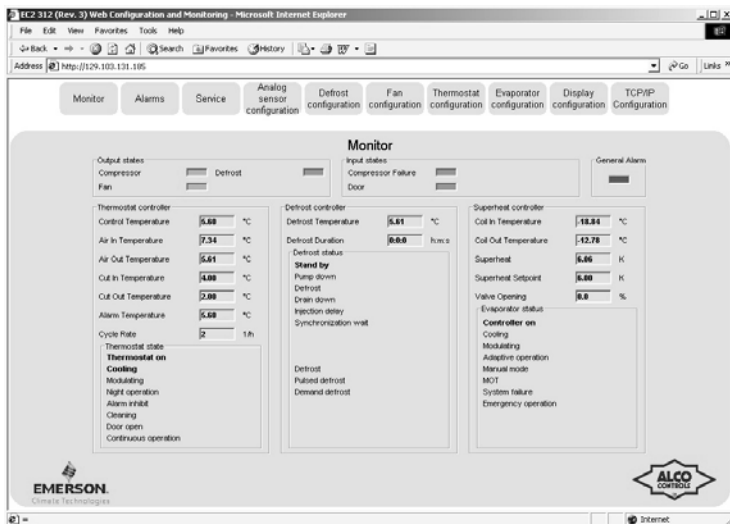 EC2 312 (Rev. 3) Web Configuration and Monitoring - Microsoft Internet Explorer
File Edit View Favorites Tools Help
Back Search Favorites History
Address http://129.103.131.185 Go Links »
Monitor Alarms Service Analog sensor configuration Defrost configuration Fan configuration Thermostat configuration Evaporator configuration Display configuration TCP/IP Configuration
Monitor
Output states
Compressor Defrost
Fan
Input states
Compressor Failure
Door
General Alarm
Thermostat controller
Control Temperature 5.60 °C
Air In Temperature 7.34 °C
Air Out Temperature 5.61 °C
Cut In Temperature 4.00 °C
Cut Out Temperature 2.00 °C
Alarm Temperature 5.60 °C
Cycle Rate 2 1/h
Thermostat state
Thermostat on
Cooling
Modulating
Night operation
Alarm inhibit
Cleaning
Door open
Continuous operation
Defrost controller
Defrost Temperature 5.61 °C
Defrost Duration 0:0:0 h:m:s
Defrost status
Stand by
Pump down
Defrost
Drain down
Injection delay
Synchronization wait
Defrost
Pulsed defrost
Demand defrost
Superheat controller
Coil In Temperature -18.84 °C
Coil Out Temperature -12.78 °C
Superheat 6.06 K
Superheat Setpoint 6.00 K
Valve Opening 0.0 %
Evaporator status
Controller on
Cooling
Modulating
Adaptive operation
Manual mode
MOT
System failure
Emergency operation
EMERSON.
Climate Technologies
ALCO
CONTROLS
Internet